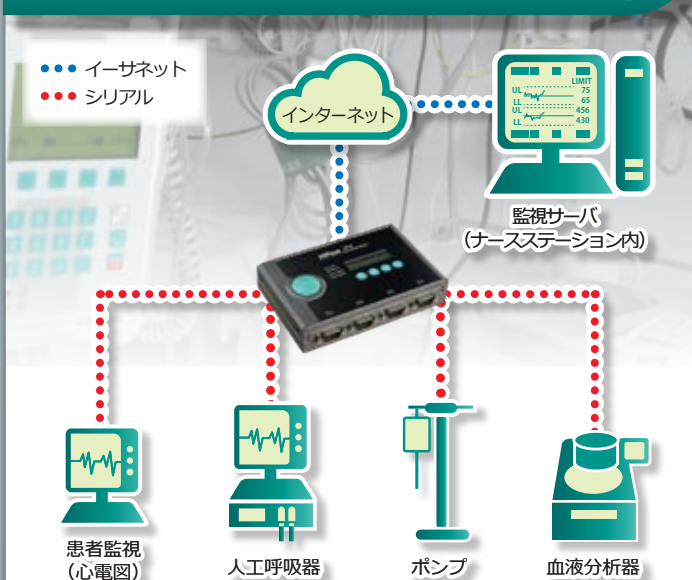 イーサネット
シリアル
インターネット
LIMIT
UL 75
LL 65
UL 456
LL 430
監視サーバ
（ナースステーション内）
患者監視
（心電図）
人工呼吸器
ポンプ
血液分析器